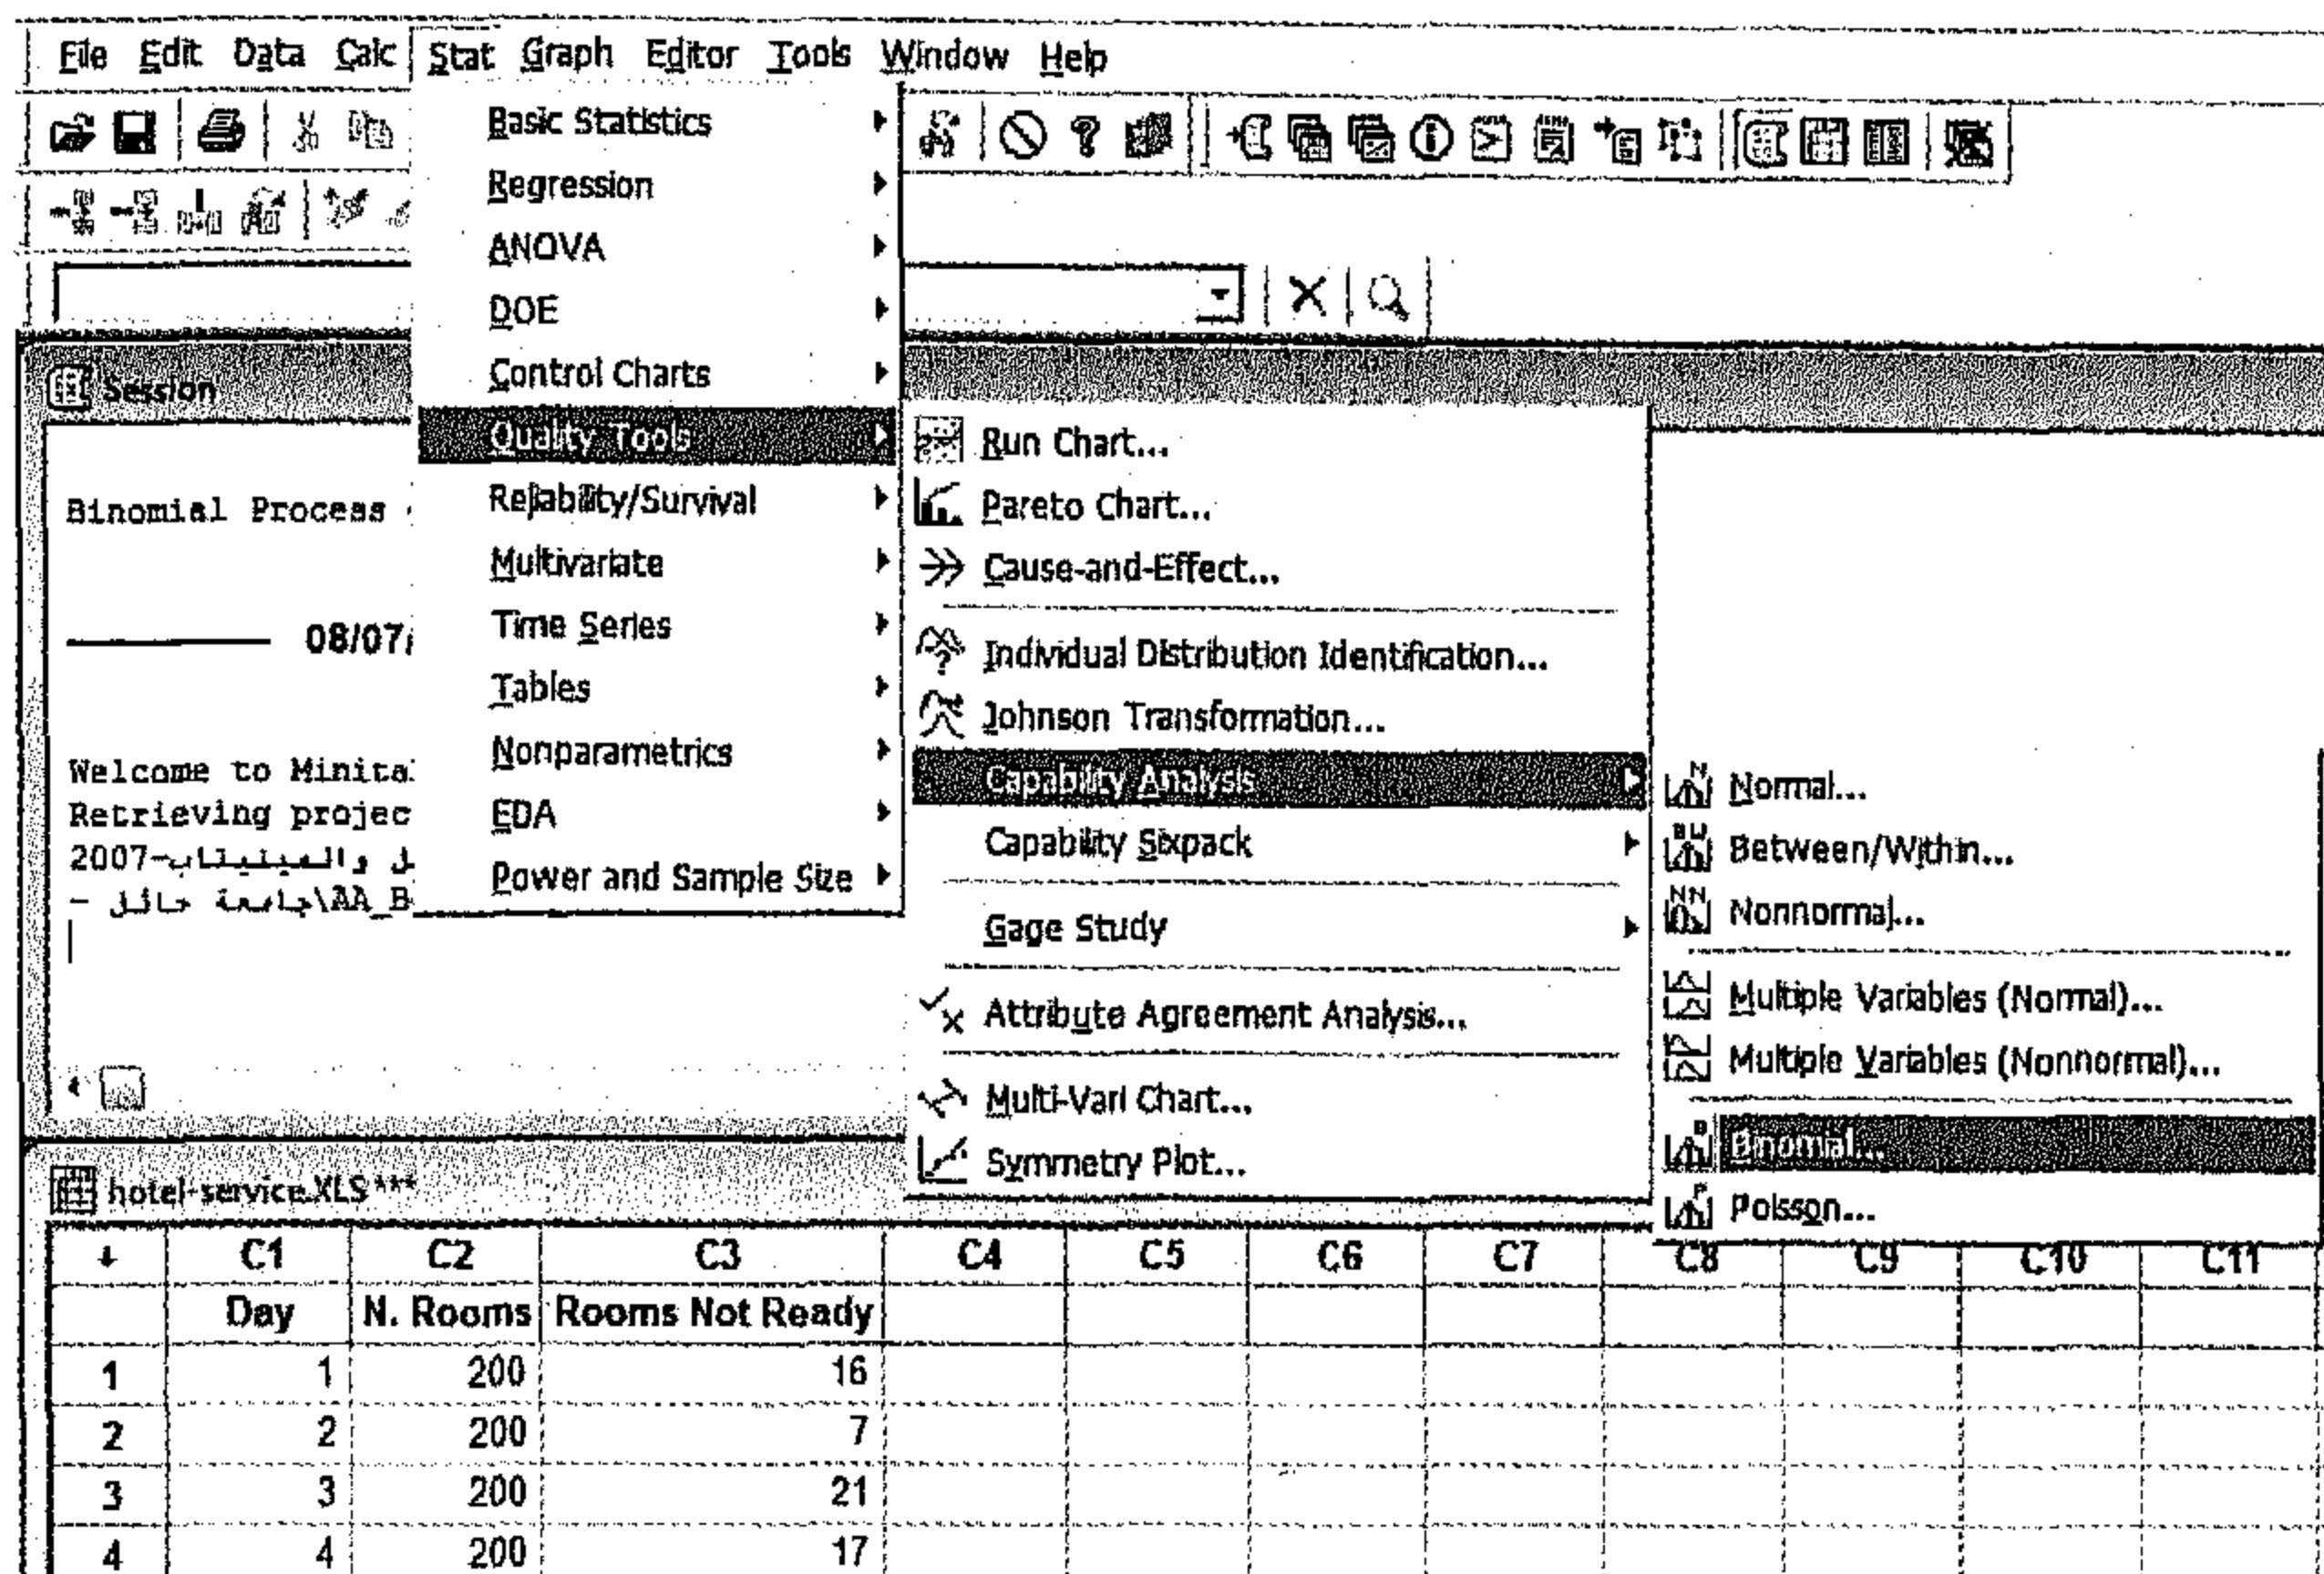 File Edit Data Calc Stat Graph Editor Tools Window Help
Basic Statistics
Regression
ANOVA
DOE
Control Charts
Quality Tools
Reliability/Survival
Multivariate
Time Series
Tables
Nonparametrics
EDA
Power and Sample Size
Run Chart...
Pareto Chart...
Cause-and-Effect...
Individual Distribution Identification...
Johnson Transformation...
Capability Analysis
Capability Sixpack
Gage Study
Attribute Agreement Analysis...
Multi-Vari Chart...
Symmetry Plot...
Normal...
Between/Within...
Nonnormal...
Multiple Variables (Normal)...
Multiple Variables (Nonnormal)...
Binomial...
Poisson...
Session
Binomial Process
08/07/
Welcome to Minita
Retrieving projec
2007-والمينيتاب
جامعة حائل\AA_B -
hotel-service.XLS ***
C1 C2 C3 C4 C5 C6 C7 C8 C9 C10 C11
Day N. Rooms Rooms Not Ready
1 1 200 16
2 2 200 7
3 3 200 21
4 4 200 17